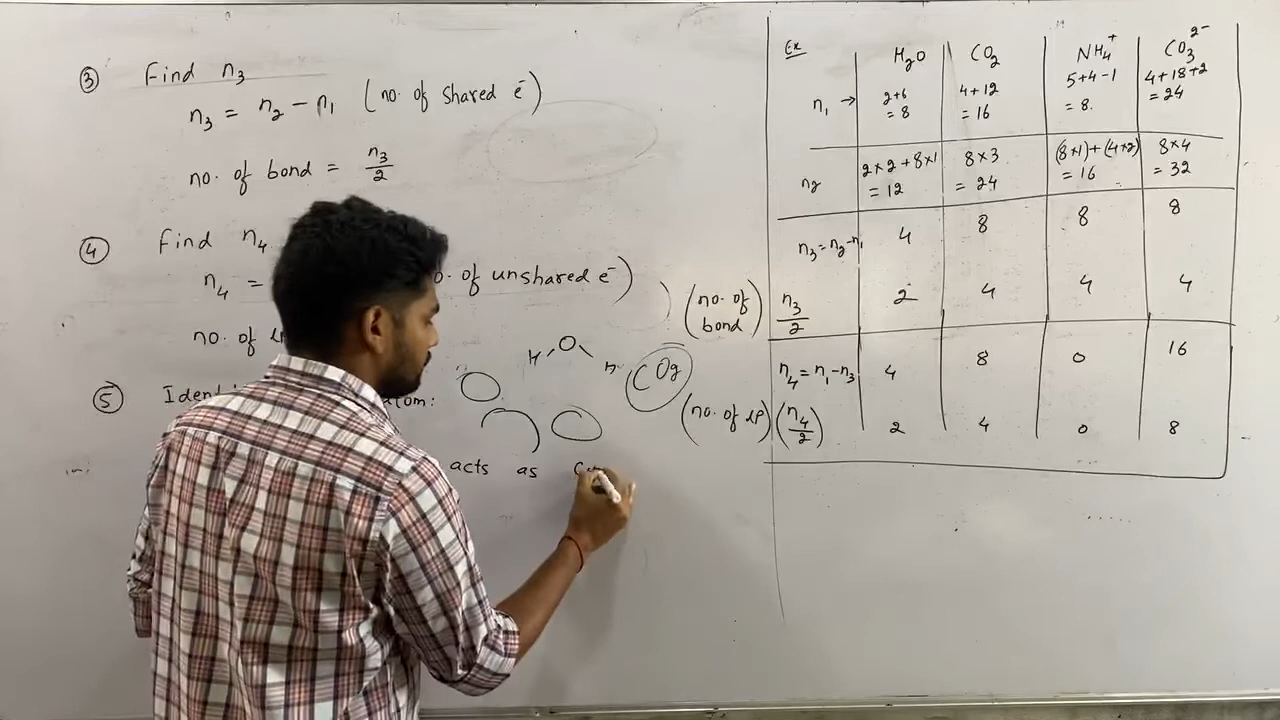 ③ Find n₃
n₃ = n₂ - n₁ (no. of shared e⁻)
no. of bond = n₃/2
④ Find n₄
n₄ = o. of unshared e⁻)
no. of
⑤ atom:
H O H
CO₂
acts as
Ex H₂O CO₂ NH₄⁺ CO₃²⁻
n₁ → 2+6 = 8 4+12 = 16 5+4-1 = 8. 4+18+2 = 24
n₂ 2×2+8×1 = 12 8×3 = 24 (8×1)+(4×2) = 16 8×4 = 32
n₃=n₂-n₁ 4 8 8 8
(no. of bond) n₃/2 2 4 4 4
n₄=n₁-n₃ 4 8 0 16
(no. of LP) (n₄/2) 2 4 0 8